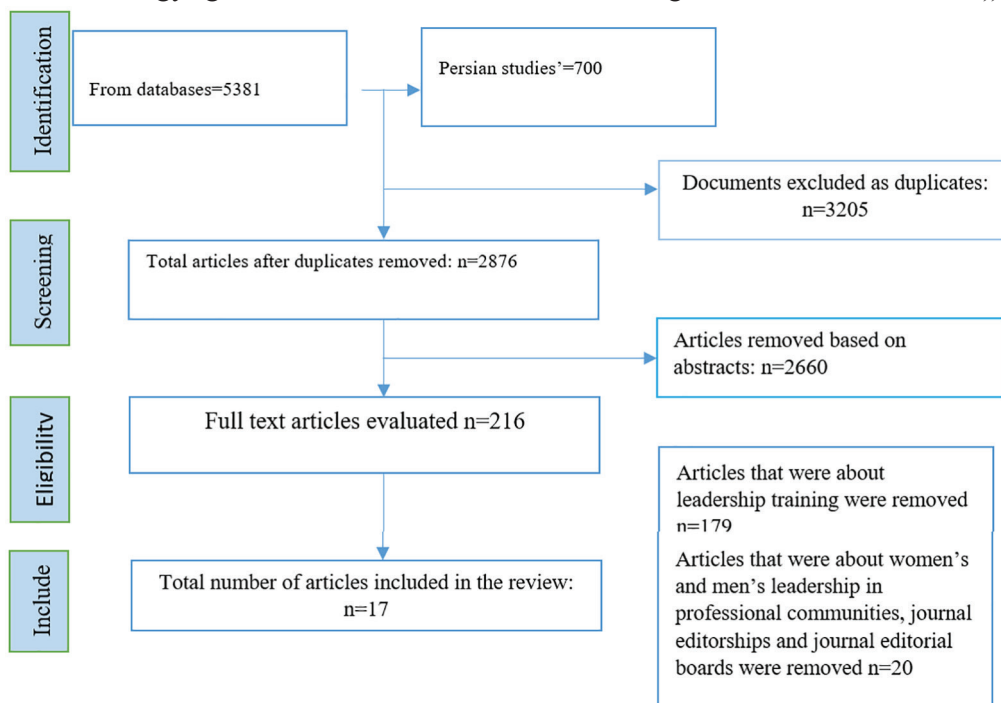 Identification
From databases=5381
Persian studies’=700
Documents excluded as duplicates:
n=3205
Screening
Total articles after duplicates removed: n=2876
Articles removed based on
abstracts: n=2660
Eligibility
Full text articles evaluated n=216
Articles that were about
leadership training were removed
n=179
Include
Total number of articles included in the review:
n=17
Articles that were about women’s
and men’s leadership in
professional communities, journal
editorships and journal editorial
boards were removed n=20